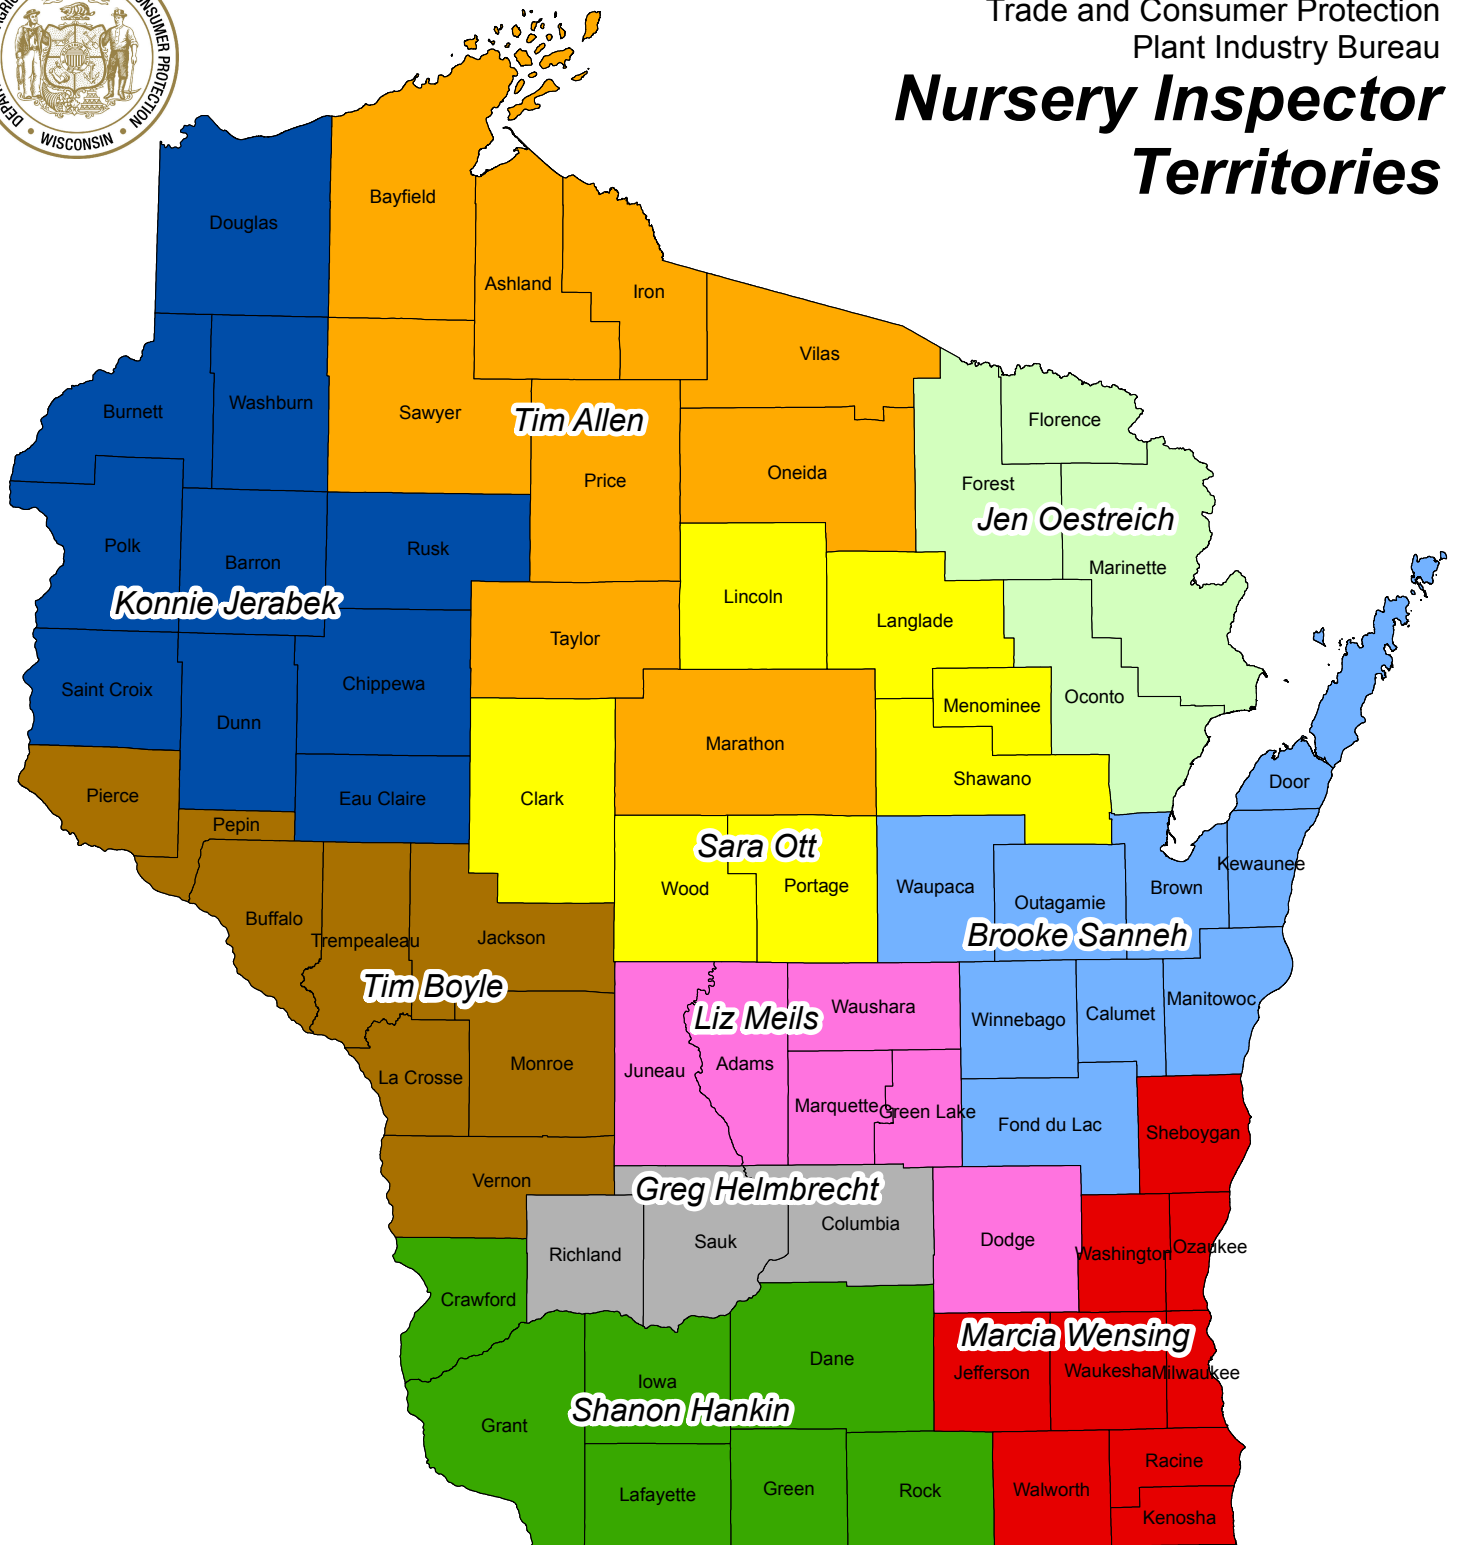 Trade and Consumer Protection
CONSUMER PROTECTION
Plant Industry Bureau
Nursery Inspector
Territories
WISCONSIN
Bayfield
Douglas
Ashland
Iron
Vilas
Burnett
Washburn
Sawyer
Tim Allen
Florence
Oneida
Price
Forest
Jen Oestreich
Polk
Barron
Rusk
Marinette
Konnie Jerabek
Lincoln
Langlade
Taylor
Saint Croix
Chippewa
Oconto
Menominee
Dunn
Marathon
Shawano
Door
Pierce
Eau Claire
Clark
Pepin
Sara Ott
Kewaunee
Wood
Portage
Waupaca
Brown
Outagamie
Buffalo
Trempealeau
Jackson
Brooke Sanneh
Tim Boyle
Liz Meils
Waushara
Manitowoc
Winnebago
Calumet
Monroe
Juneau
Adams
La Crosse
Marquette
Green Lake
Fond du Lac
Sheboygan
Vernon
Greg Helmbrecht
Columbia
Richland
Sauk
Dodge
Washington
Ozaukee
Crawford
Marcia Wensing
Dane
Jefferson
Waukesha
Milwaukee
Iowa
Shanon Hankin
Grant
Racine
Lafayette
Green
Rock
Walworth
Kenosha